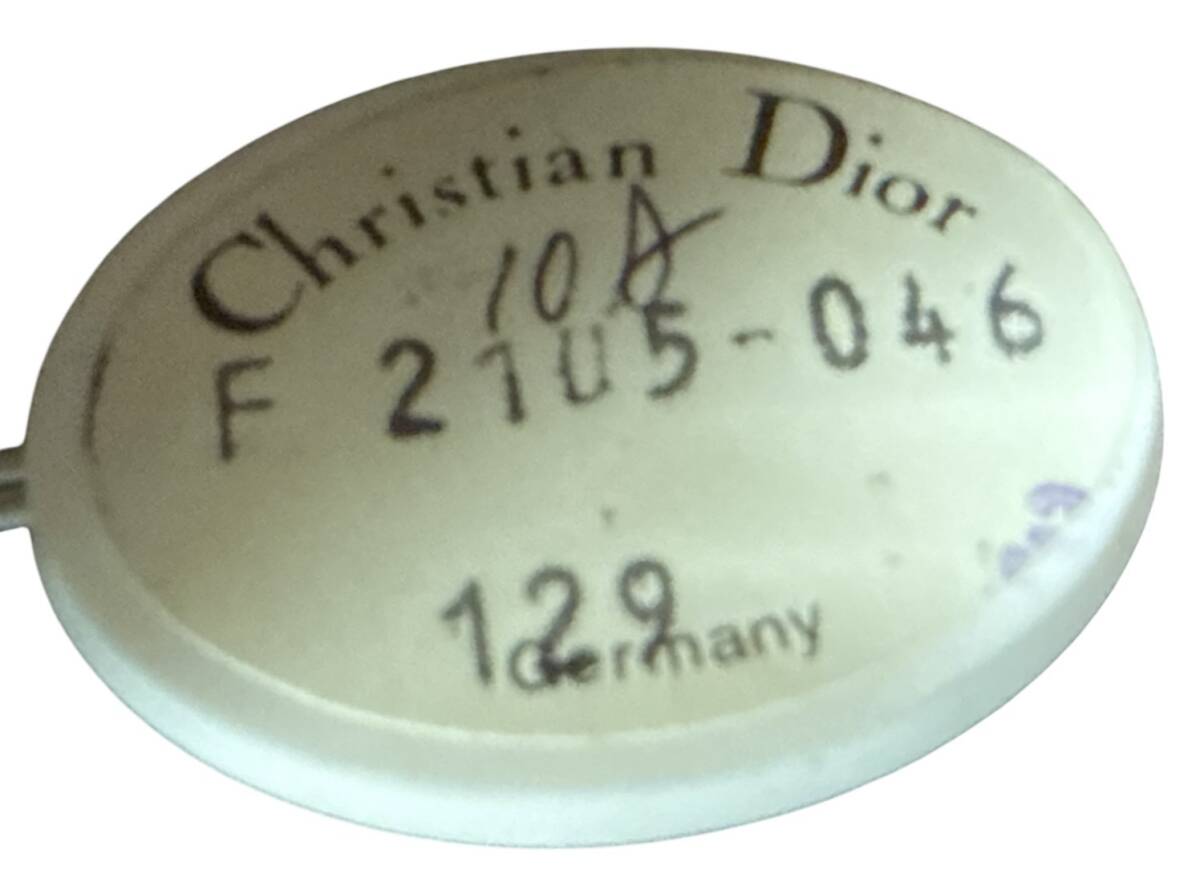 Christian Dior
10A
F 2105-046
129
Germany